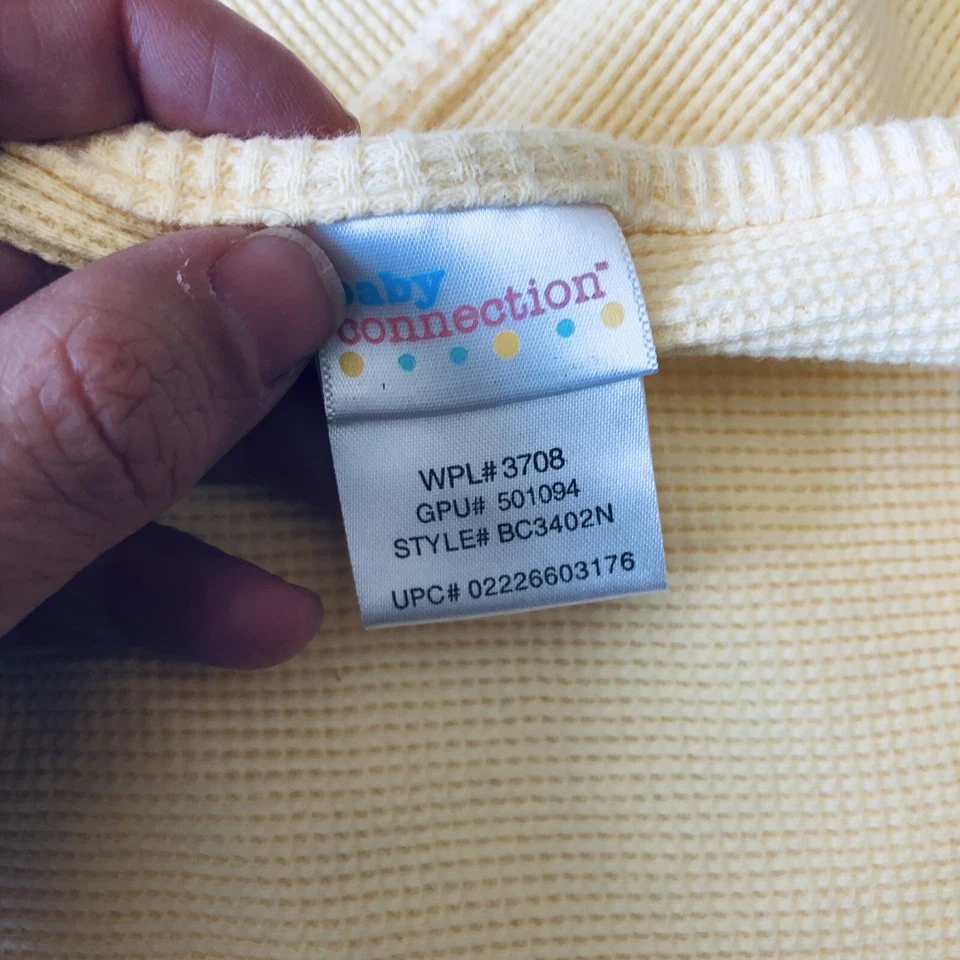 baby
connection™
WPL# 3708
GPU# 501094
STYLE# BC3402N
UPC# 02226603176